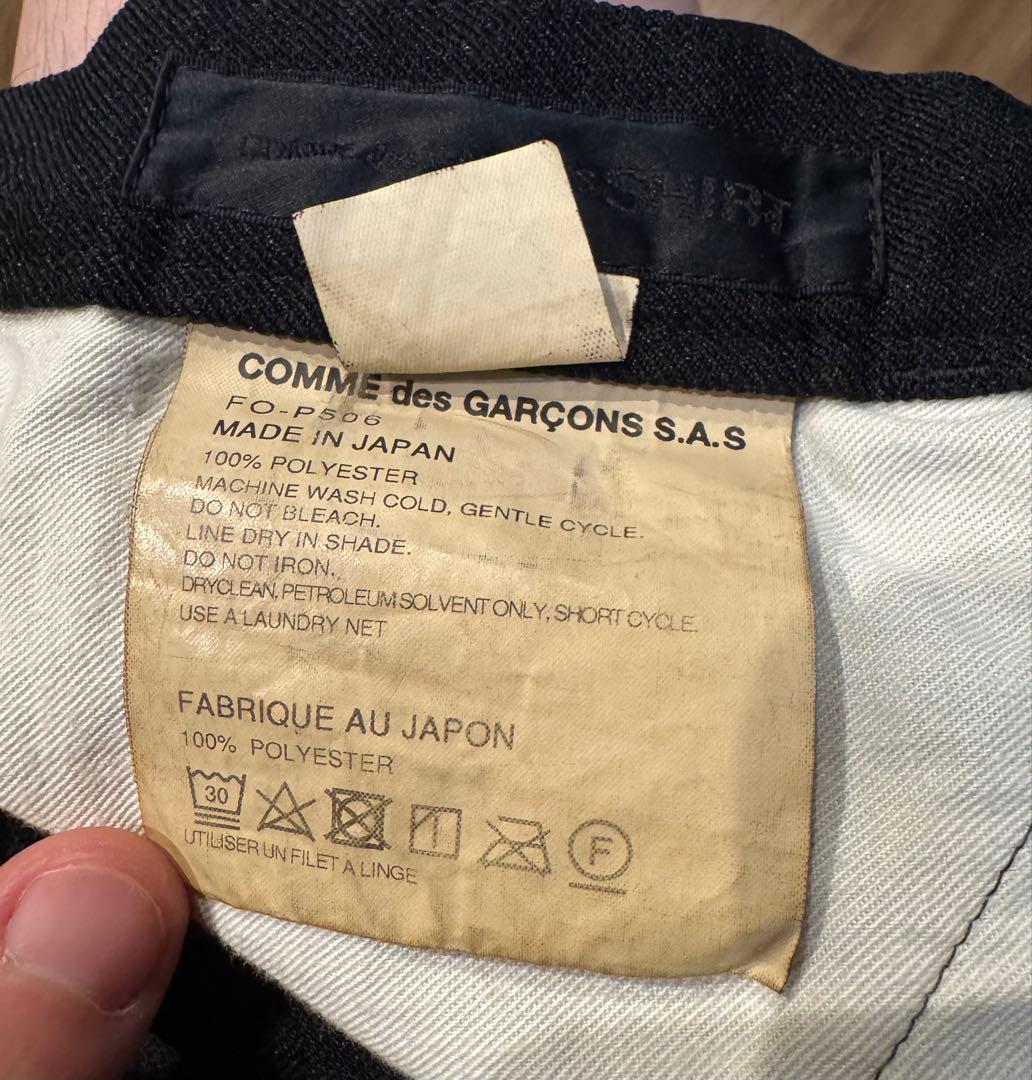 SHIRT
COMME des GARÇONS S.A.S
FO-P506
MADE IN JAPAN
100% POLYESTER
MACHINE WASH COLD, GENTLE CYCLE.
DO NOT BLEACH.
LINE DRY IN SHADE.
DO NOT IRON.
DRYCLEAN, PETROLEUM SOLVENT ONLY, SHORT CYCLE.
USE A LAUNDRY NET
FABRIQUE AU JAPON
100% POLYESTER
30
F
UTILISER UN FILET A LINGE